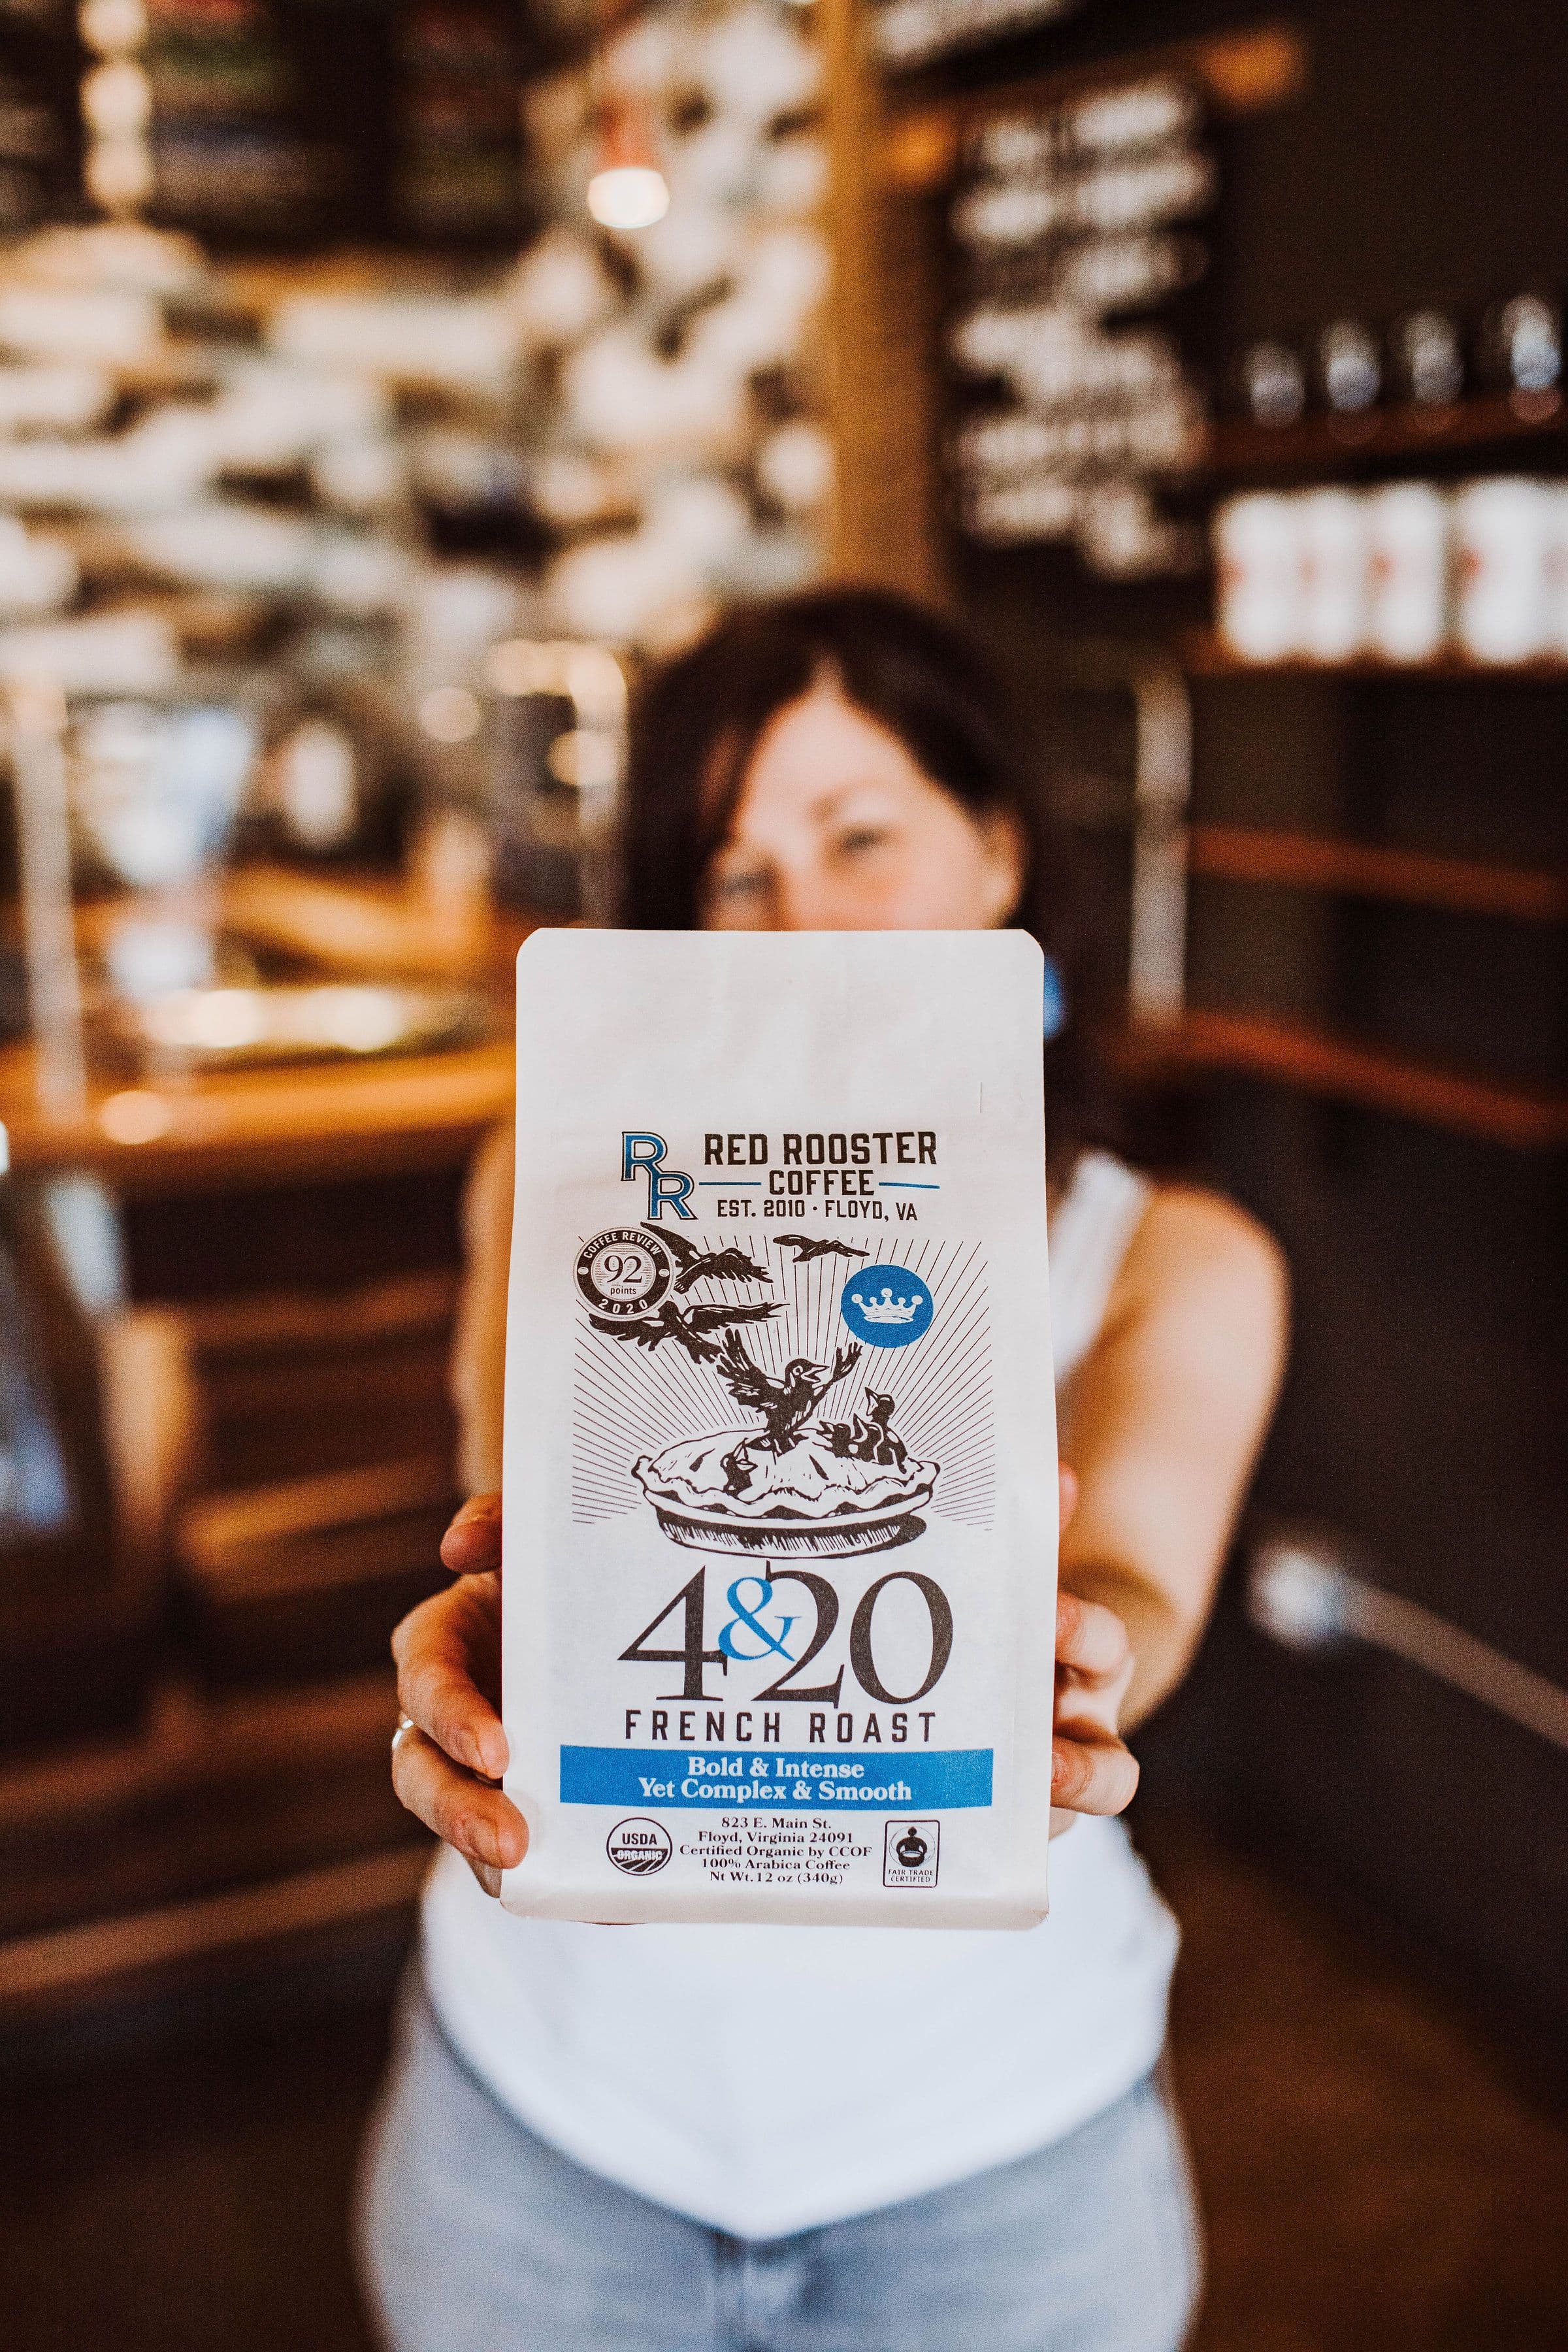 RR
RED ROOSTER
COFFEE
EST. 2010 · FLOYD, VA
COFFEE REVIEW
92
points
2020
4&20
FRENCH ROAST
Bold & Intense
Yet Complex & Smooth
USDA
ORGANIC
823 E. Main St.
Floyd, Virginia 24091
Certified Organic by CCOF
100% Arabica Coffee
Nt Wt. 12 oz (340g)
FAIR TRADE
CERTIFIED